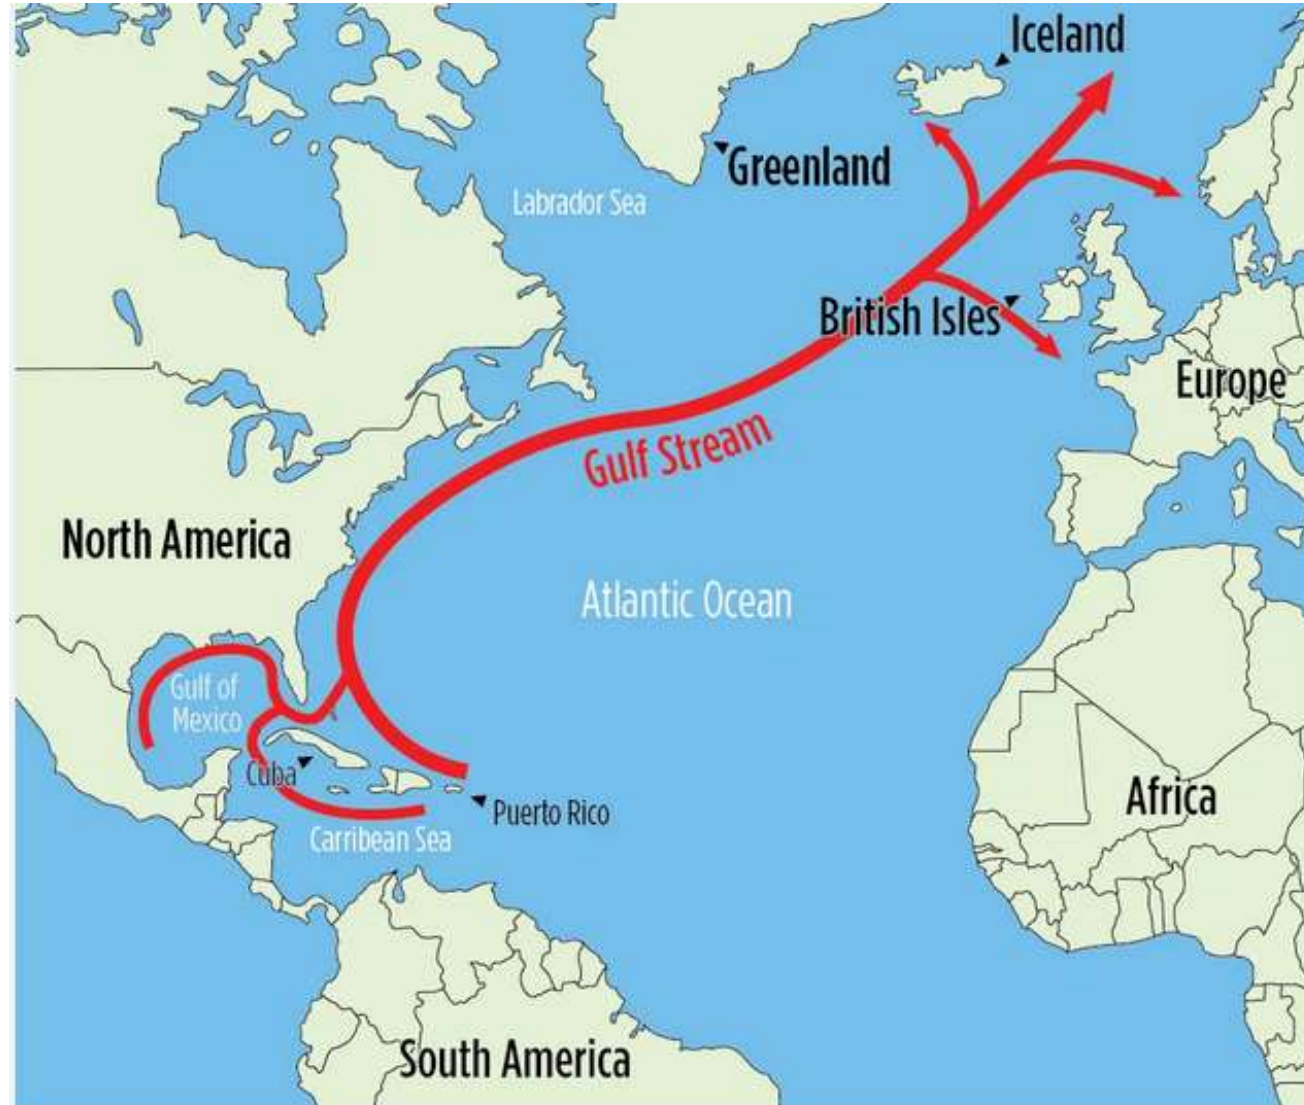 Iceland
Greenland
Labrador Sea
British Isles
Europe
Gulf Stream
North America
Atlantic Ocean
Gulf of
Mexico
Cuba
Puerto Rico
Africa
Carribean Sea
South America